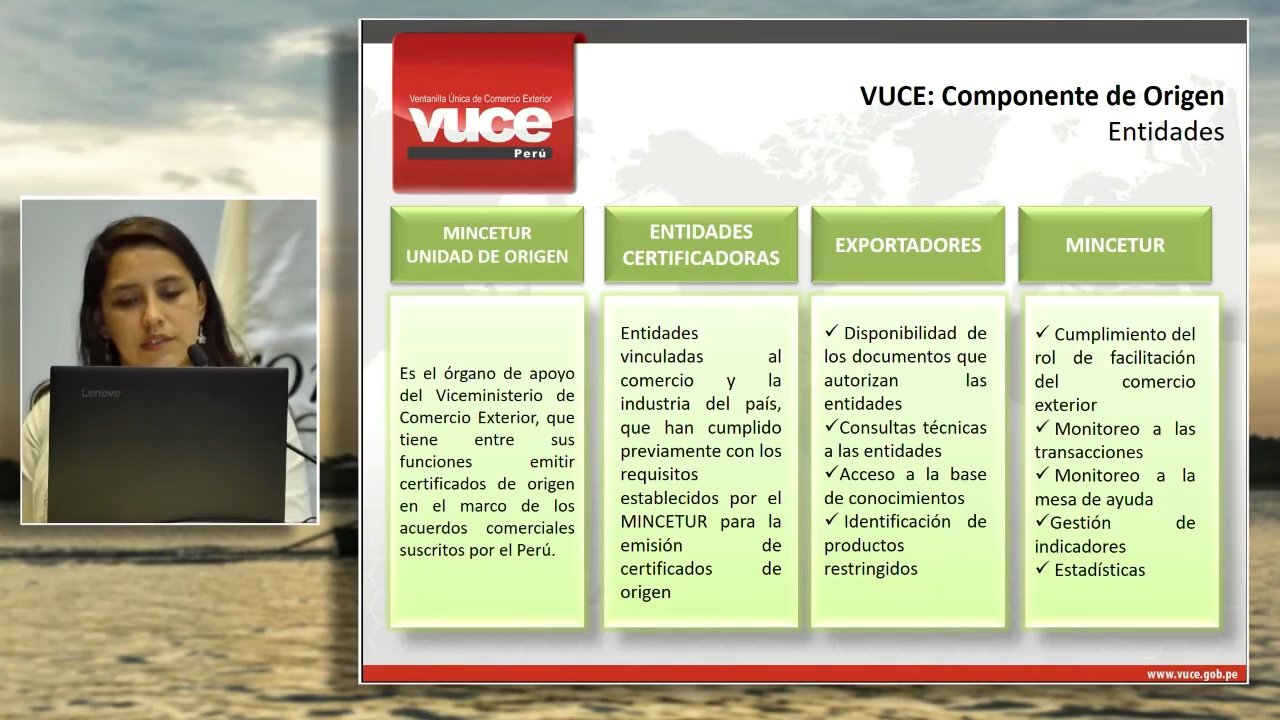 Ventanilla Única de Comercio Exterior
vuce
Perú
VUCE: Componente de Origen
Entidades
MINCETUR
UNIDAD DE ORIGEN
Es el órgano de apoyo
del Viceministerio de
Comercio Exterior, que
tiene entre sus
funciones emitir
certificados de origen
en el marco de los
acuerdos comerciales
suscritos por el Perú.
ENTIDADES
CERTIFICADORAS
Entidades
vinculadas al
comercio y la
industria del país,
que han cumplido
previamente con los
requisitos
establecidos por el
MINCETUR para la
emisión de
certificados de
origen
EXPORTADORES
✓ Disponibilidad de
los documentos que
autorizan las
entidades
✓Consultas técnicas
a las entidades
✓Acceso a la base
de conocimientos
✓ Identificación de
productos
restringidos
MINCETUR
✓ Cumplimiento del
rol de facilitación
del comercio
exterior
✓ Monitoreo a las
transacciones
✓ Monitoreo a la
mesa de ayuda
✓Gestión de
indicadores
✓ Estadísticas
www.vuce.gob.pe
Lenovo